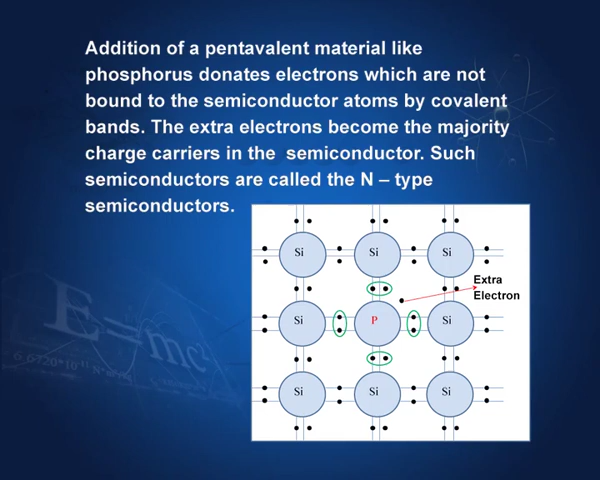 Addition of a pentavalent material like
phosphorus donates electrons which are not
bound to the semiconductor atoms by covalent
bands. The extra electrons become the majority
charge carriers in the  semiconductor. Such
semiconductors are called the N – type
semiconductors.
Si Si Si
Extra
Electron
Si P Si
Si Si Si
E=mc²